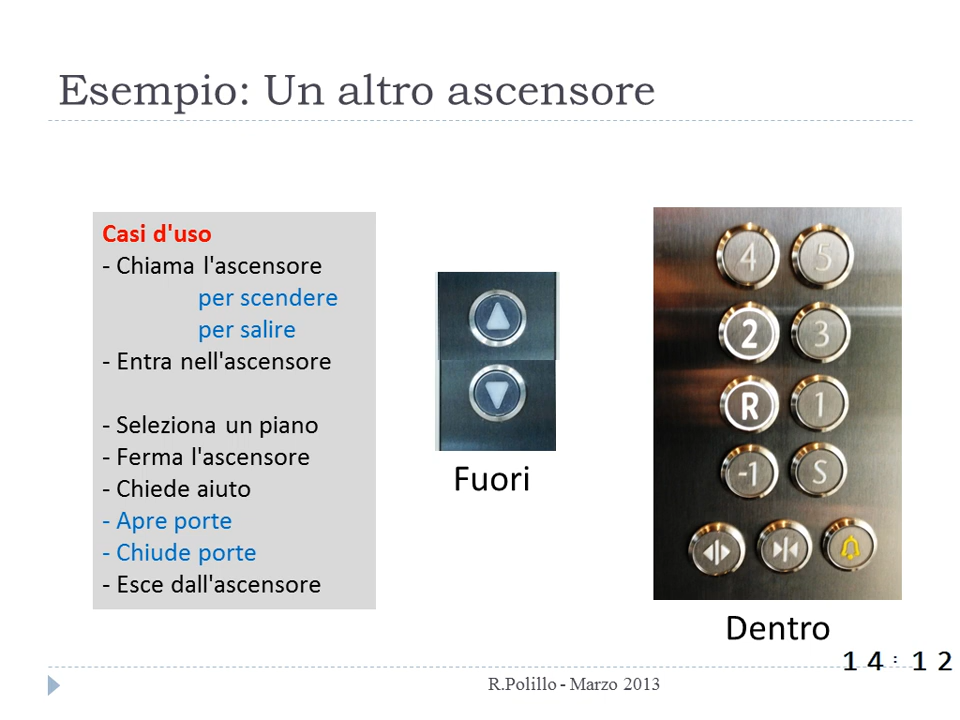 Esempio: Un altro ascensore
Casi d'uso
- Chiama l'ascensore
per scendere
per salire
- Entra nell'ascensore
- Seleziona un piano
- Ferma l'ascensore
- Chiede aiuto
- Apre porte
- Chiude porte
- Esce dall'ascensore
Fuori
4 5
2 3
R 1
-1 S
Dentro
14:12
R.Polillo - Marzo 2013